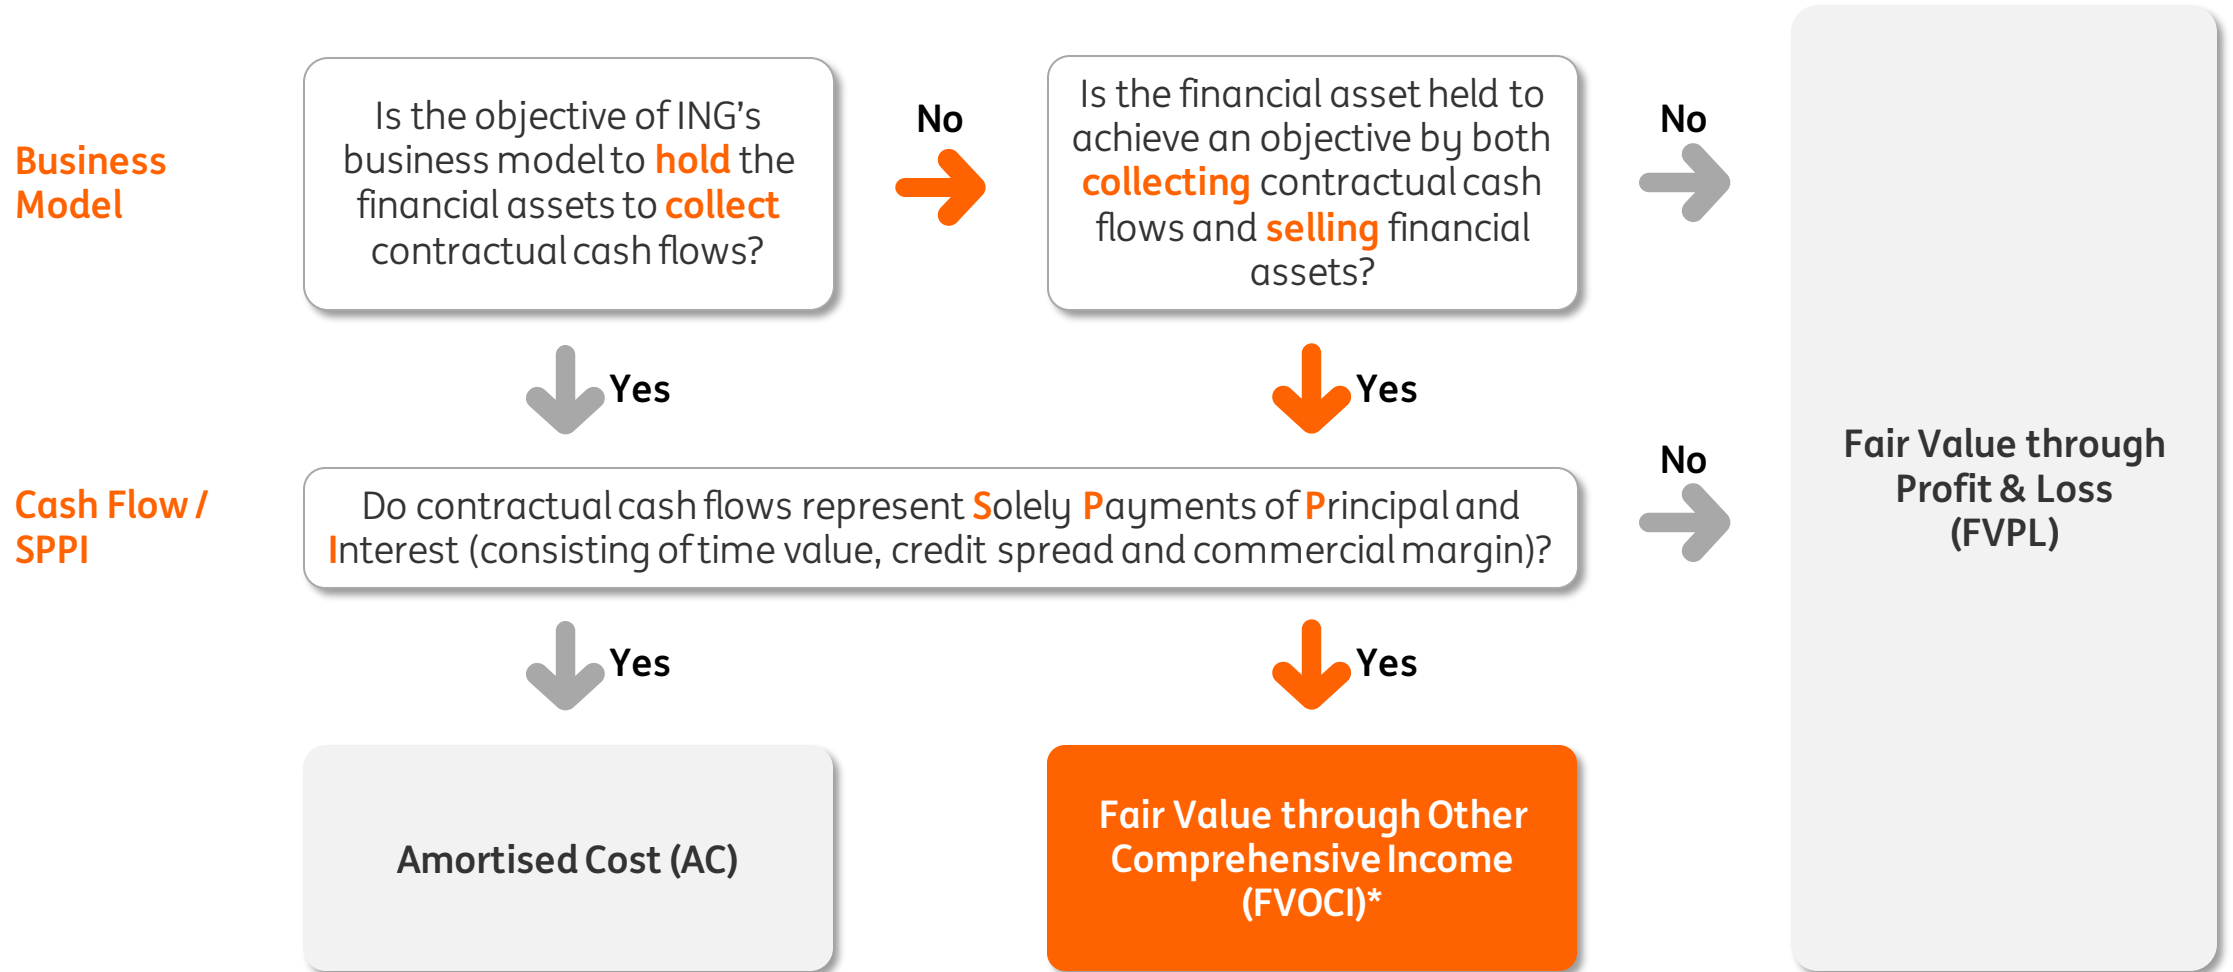 Business
Model
Is the objective of ING’s
business model to hold the
financial assets to collect
contractual cash flows?
No
Is the financial asset held to
achieve an objective by both
collecting contractual cash
flows and selling financial
assets?
No
Yes
Yes
Cash Flow /
SPPI
Do contractual cash flows represent Solely Payments of Principal and
Interest (consisting of time value, credit spread and commercial margin)?
No
Fair Value through
Profit & Loss
(FVPL)
Yes
Yes
Amortised Cost (AC)
Fair Value through Other
Comprehensive Income
(FVOCI)*